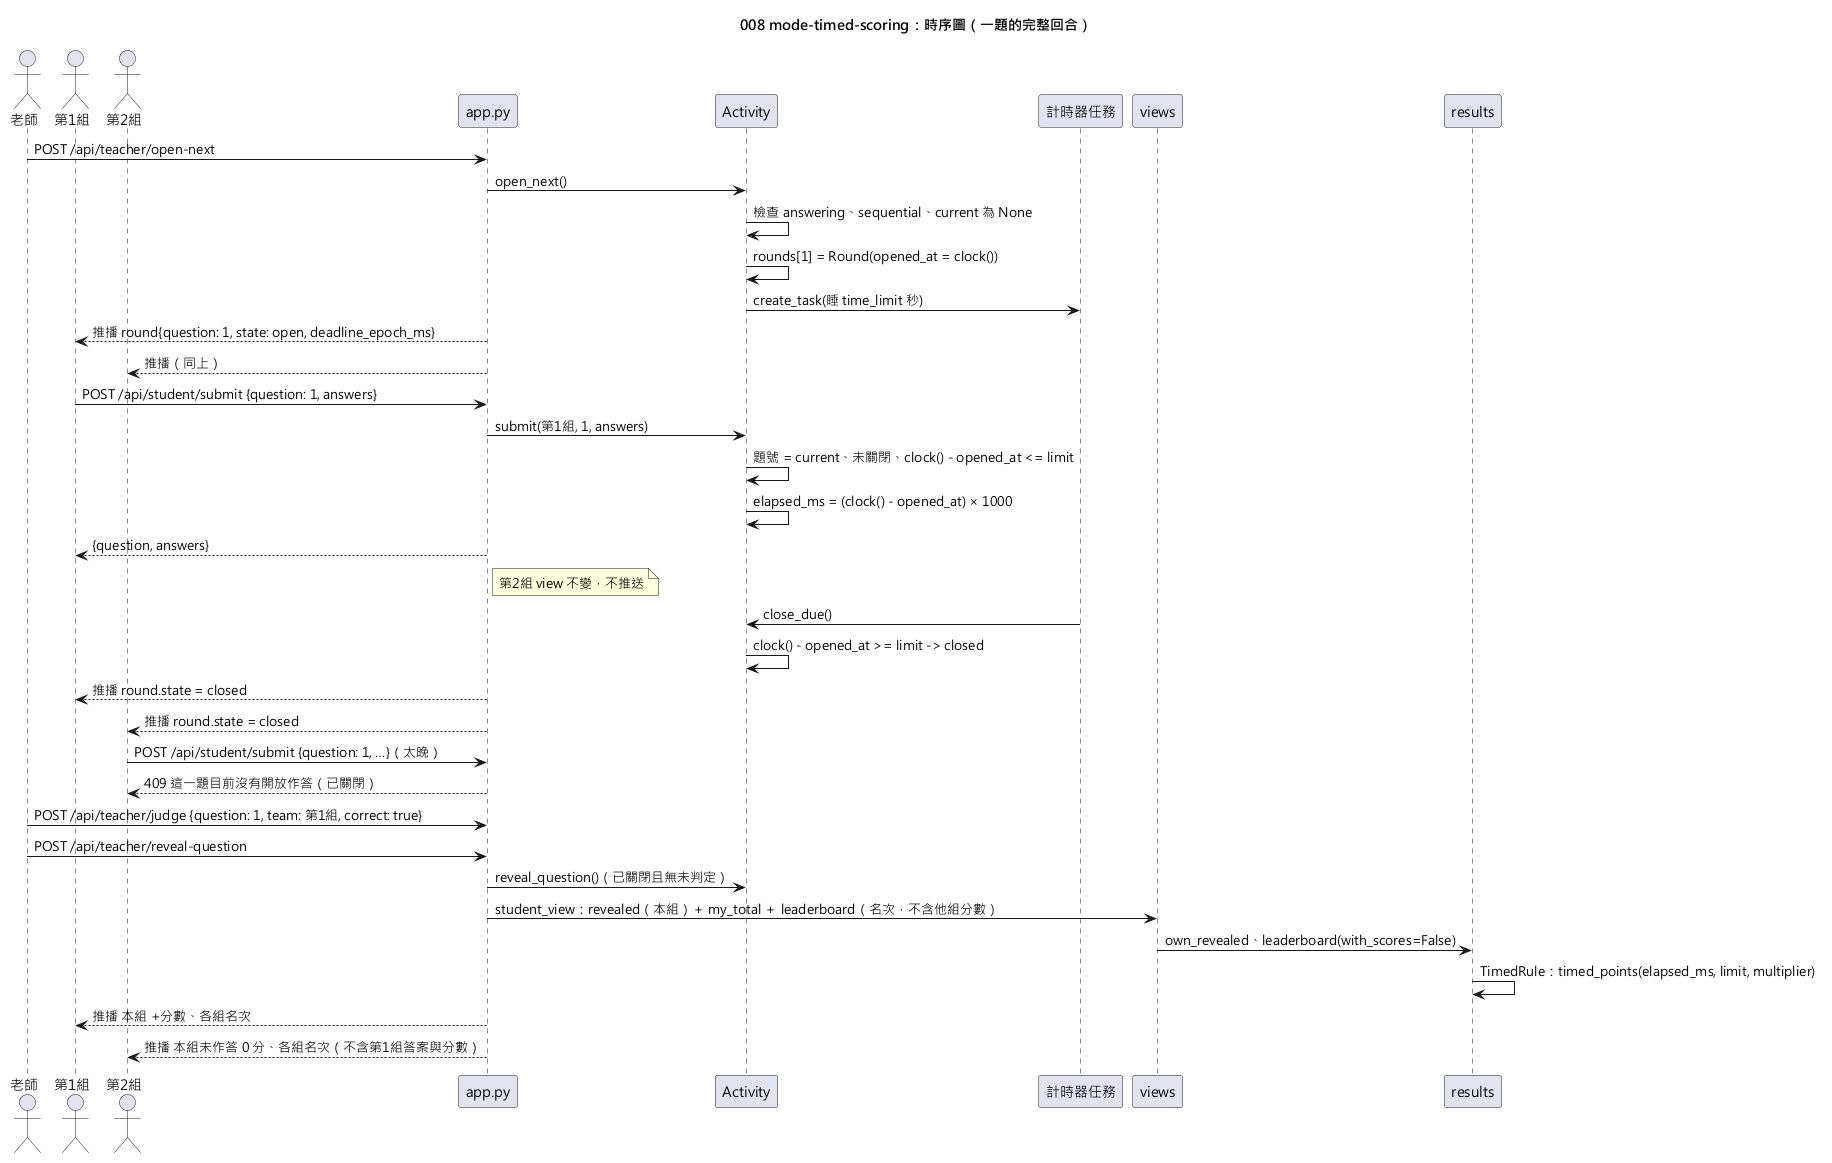 008 mode-timed-scoring：時序圖（一題的完整回合）
老師
第1組
第2組
app.py
Activity
計時器任務
views
results
POST /api/teacher/open-next
open_next()
檢查 answering、sequential、current 為 None
rounds[1] = Round(opened_at = clock())
create_task(睡 time_limit 秒)
推播 round{question: 1, state: open, deadline_epoch_ms}
推播（同上）
POST /api/student/submit {question: 1, answers}
submit(第1組, 1, answers)
題號 = current、未關閉、clock() - opened_at <= limit
elapsed_ms = (clock() - opened_at) × 1000
{question, answers}
第2組 view 不變，不推送
close_due()
clock() - opened_at >= limit -> closed
推播 round.state = closed
推播 round.state = closed
POST /api/student/submit {question: 1, ...}（太晚）
409 這一題目前沒有開放作答（已關閉）
POST /api/teacher/judge {question: 1, team: 第1組, correct: true}
POST /api/teacher/reveal-question
reveal_question()（已關閉且無未判定）
student_view：revealed（本組）+ my_total + leaderboard（名次，不含他組分數）
own_revealed、leaderboard(with_scores=False)
TimedRule：timed_points(elapsed_ms, limit, multiplier)
推播 本組 +分數、各組名次
推播 本組未作答 0 分、各組名次（不含第1組答案與分數）
老師
第1組
第2組
app.py
Activity
計時器任務
views
results